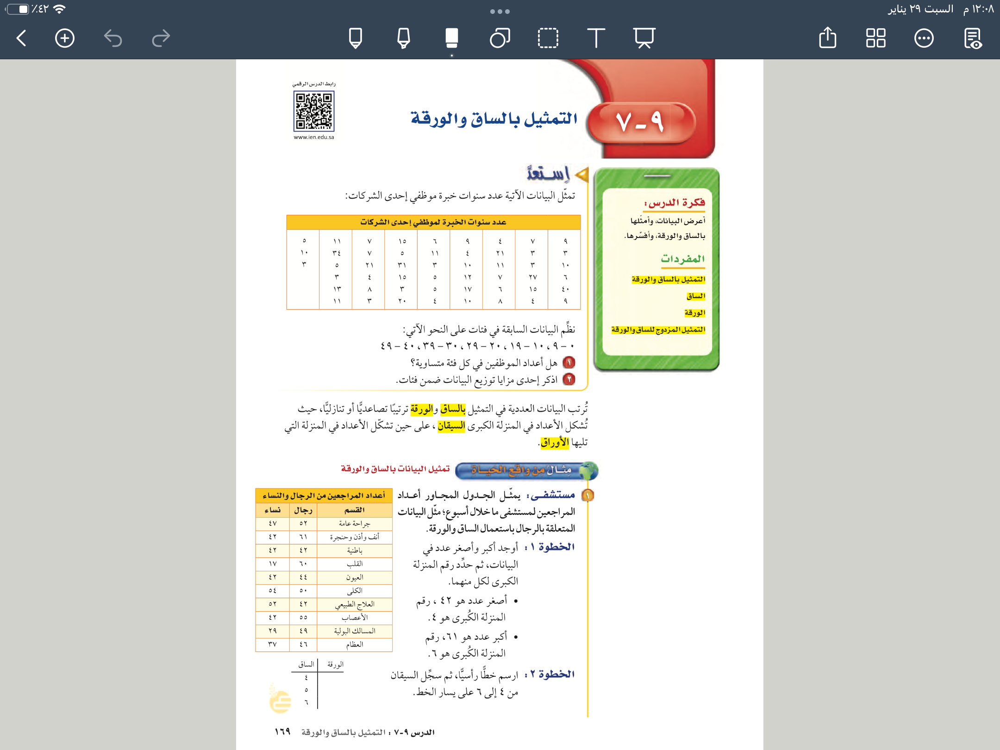 ١٢:٠٨ م السبت ٢٩ يناير
٪٤٢
رابط الدرس الرقمي
www.ien.edu.sa
٩-٧
التمثيل بالساق والورقة
إستعدَّ
تمثّل البيانات الآتية عدد سنوات خبرة موظفي إحدى الشركات:
عدد سنوات الخبرة لموظفي إحدى الشركات
٩ ٧ ٤ ٩ ٦ ١٥ ٧ ١١ ٥
٣ ٣ ٢١ ٤ ١١ ٥ ٧ ٣٤ ١٠
١٠ ٣ ١١ ١٠ ٣ ٣١ ٢١ ٥ ٣
٦ ٢٧ ٧ ١٢ ٥ ١٥ ٤ ٣
٤٠ ١٥ ٦ ١٧ ٥ ٣ ٨ ١٣
٩ ٤ ٨ ١٠ ٤ ٢٠ ٣ ١١
نظِّم البيانات السابقة في فئات على النحو الآتي:
٠ – ٩ ، ١٠ – ١٩ ، ٢٠ – ٢٩ ، ٣٠ – ٣٩ ، ٤٠ – ٤٩
١ هل أعداد الموظفين في كل فئة متساوية؟
٢ اذكر إحدى مزايا توزيع البيانات ضمن فئات.
فكرة الدرس:
أعرض البيانات، وأمثّلها
بالساق والورقة، وأفسّرها.
المفردات
التمثيل بالساق والورقة
الساق
الورقة
التمثيل المزدوج للساق والورقة
تُرتب البيانات العددية في التمثيل بالساق والورقة ترتيبًا تصاعديًّا أو تنازليًّا، حيث
تُشكل الأعداد في المنزلة الكبرى السيقان ، على حين تشكّل الأعداد في المنزلة التي
تليها الأوراق.
مثال من واقع الحياة
تمثيل البيانات بالساق والورقة
١ مستشفى: يمثّل الجدول المجاور أعداد
المراجعين لمستشفى ما خلال أسبوع؛ مثّل البيانات
المتعلقة بالرجال باستعمال الساق والورقة.
الخطوة ١: أوجد أكبر وأصغر عدد في
البيانات، ثم حدِّد رقم المنزلة
الكبرى لكل منهما.
• أصغر عدد هو ٤٢ ، رقم
المنزلة الكُبرى هو ٤.
• أكبر عدد هو ٦١، رقم
المنزلة الكُبرى هو ٦.
الخطوة ٢: ارسم خطًّا رأسيًّا، ثم سجِّل السيقان
من ٤ إلى ٦ على يسار الخط.
أعداد المراجعين من الرجال والنساء
القسم رجال نساء
جراحة عامة ٥٢ ٤٧
أنف وأذن وحنجرة ٦١ ٤٢
باطنية ٤٢ ٤٢
القلب ٦٠ ١٧
العيون ٤٤ ٤٢
الكلى ٥٠ ٥٤
العلاج الطبيعي ٤٢ ٥٢
الأعصاب ٥٥ ٤٢
المسالك البولية ٤٩ ٢٩
العظام ٤٦ ٣٧
الورقة الساق
٤
٥
٦
الدرس ٩-٧ : التمثيل بالساق والورقة ١٦٩